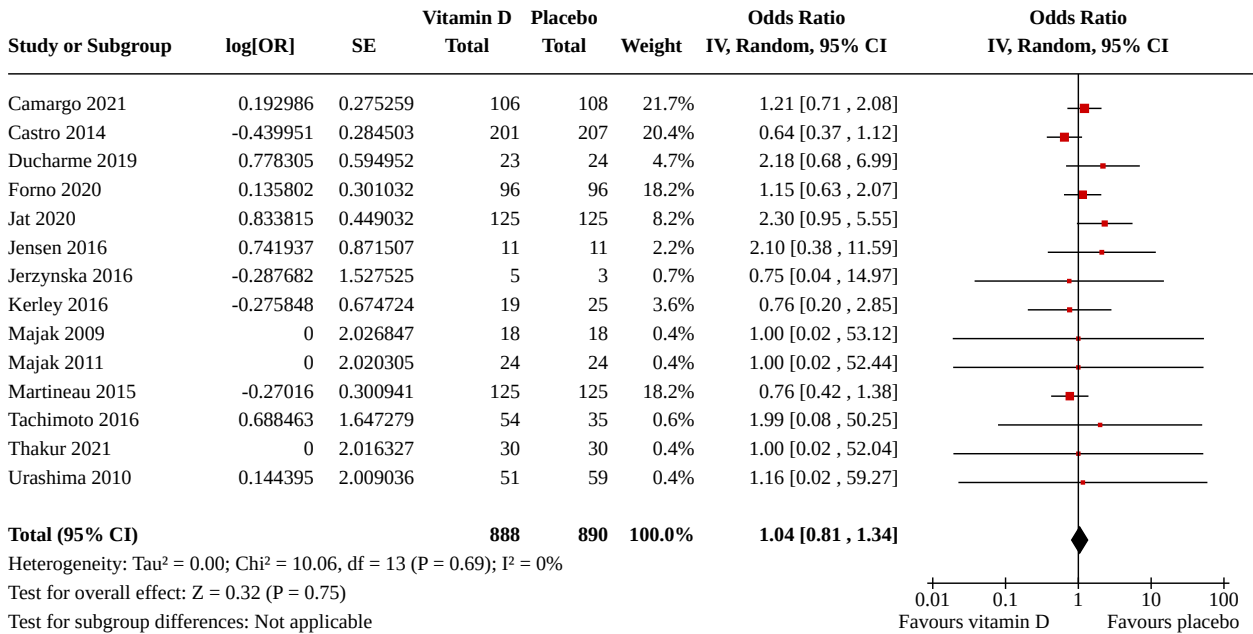 Vitamin D Placebo Odds Ratio Odds Ratio
Study or Subgroup log[OR] SE Total Total Weight IV, Random, 95% CI IV, Random, 95% CI
Camargo 2021 0.192986 0.275259 106 108 21.7% 1.21 [0.71 , 2.08]
Castro 2014 -0.439951 0.284503 201 207 20.4% 0.64 [0.37 , 1.12]
Ducharme 2019 0.778305 0.594952 23 24 4.7% 2.18 [0.68 , 6.99]
Forno 2020 0.135802 0.301032 96 96 18.2% 1.15 [0.63 , 2.07]
Jat 2020 0.833815 0.449032 125 125 8.2% 2.30 [0.95 , 5.55]
Jensen 2016 0.741937 0.871507 11 11 2.2% 2.10 [0.38 , 11.59]
Jerzynska 2016 -0.287682 1.527525 5 3 0.7% 0.75 [0.04 , 14.97]
Kerley 2016 -0.275848 0.674724 19 25 3.6% 0.76 [0.20 , 2.85]
Majak 2009 0 2.026847 18 18 0.4% 1.00 [0.02 , 53.12]
Majak 2011 0 2.020305 24 24 0.4% 1.00 [0.02 , 52.44]
Martineau 2015 -0.27016 0.300941 125 125 18.2% 0.76 [0.42 , 1.38]
Tachimoto 2016 0.688463 1.647279 54 35 0.6% 1.99 [0.08 , 50.25]
Thakur 2021 0 2.016327 30 30 0.4% 1.00 [0.02 , 52.04]
Urashima 2010 0.144395 2.009036 51 59 0.4% 1.16 [0.02 , 59.27]
Total (95% CI) 888 890 100.0% 1.04 [0.81 , 1.34]
Heterogeneity: Tau² = 0.00; Chi² = 10.06, df = 13 (P = 0.69); I² = 0%
Test for overall effect: Z = 0.32 (P = 0.75)
Test for subgroup differences: Not applicable
0.01 0.1 1 10 100
Favours vitamin D Favours placebo